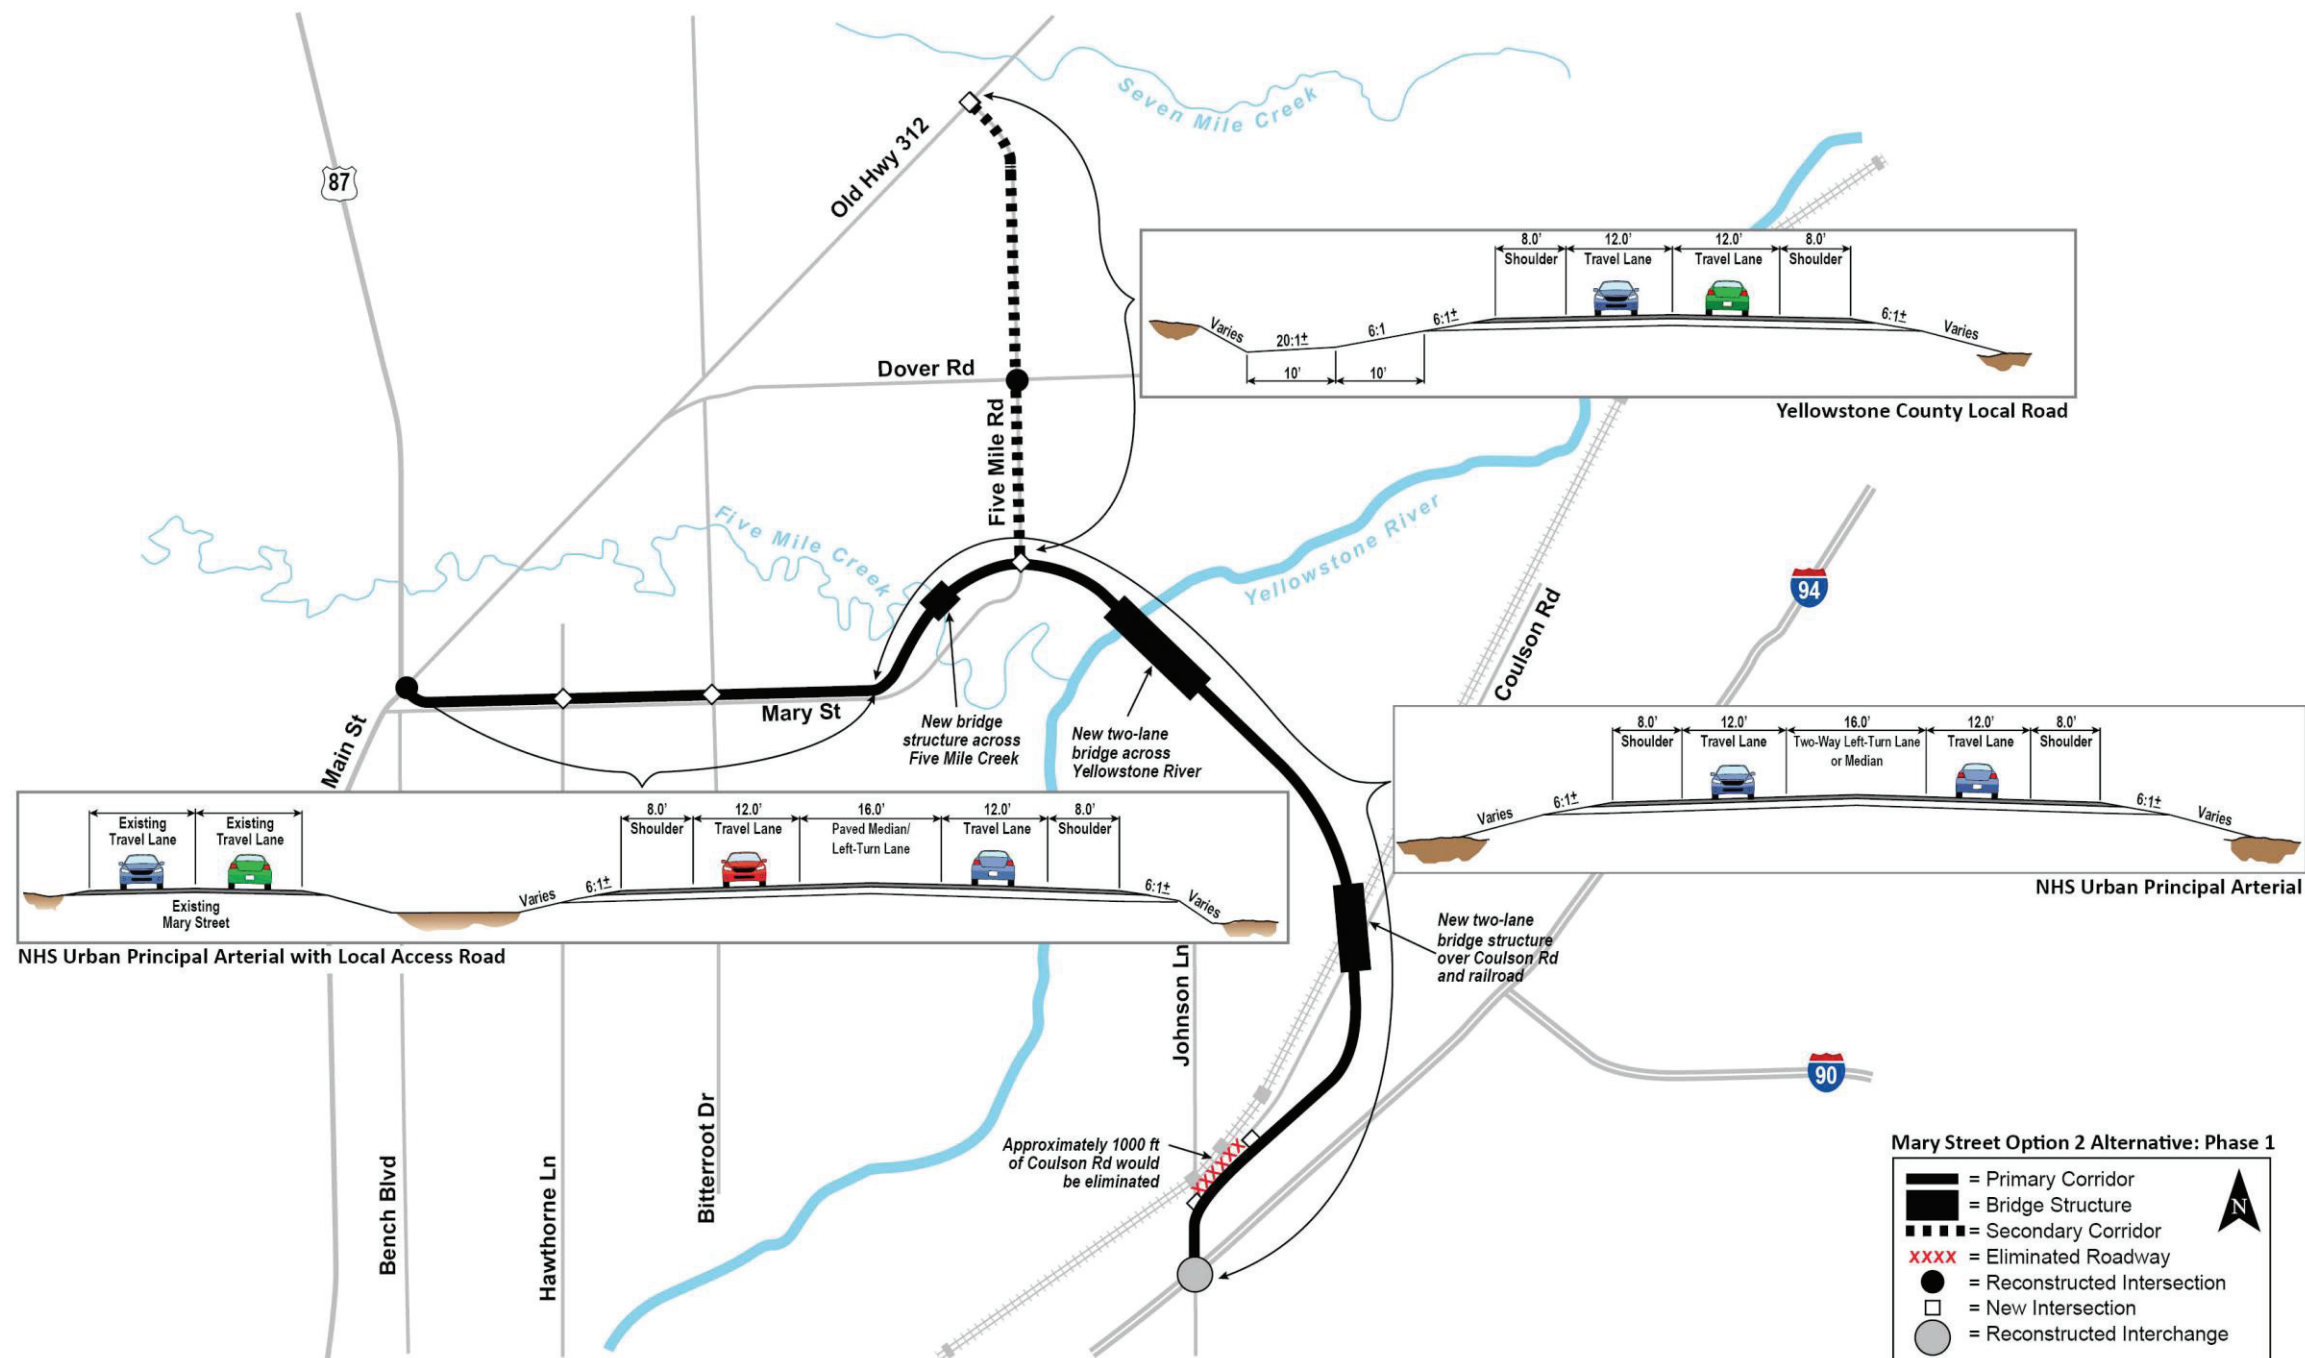 Seven Mile Creek
87
Old Hwy 312
Dover Rd
Five Mile Rd
Five Mile Creek
Yellowstone River
Coulson Rd
94
Mary St
Main St
New bridge
structure across
Five Mile Creek
New two-lane
bridge across
Yellowstone River
8.0'
12.0'
12.0'
8.0'
Shoulder
Travel Lane
Travel Lane
Shoulder
Varies
20:1±
6:1
6:1±
6:1±
Varies
10'
10'
Yellowstone County Local Road
8.0'
12.0'
16.0'
12.0'
8.0'
Shoulder
Travel Lane
Two-Way Left-Turn Lane
or Median
Travel Lane
Shoulder
Varies
6:1±
6:1±
Varies
NHS Urban Principal Arterial
Existing
Travel Lane
Existing
Travel Lane
Existing
Mary Street
8.0'
12.0'
16.0'
12.0'
8.0'
Shoulder
Travel Lane
Paved Median/
Left-Turn Lane
Travel Lane
Shoulder
Varies
6:1±
6:1±
Varies
NHS Urban Principal Arterial with Local Access Road
New two-lane
bridge structure
over Coulson Rd
and railroad
Johnson Ln
90
Bench Blvd
Hawthorne Ln
Bitterroot Dr
Approximately 1000 ft
of Coulson Rd would
be eliminated
XXXXXX
Mary Street Option 2 Alternative: Phase 1
= Primary Corridor
= Bridge Structure
= Secondary Corridor
XXXX = Eliminated Roadway
= Reconstructed Intersection
= New Intersection
= Reconstructed Interchange
N